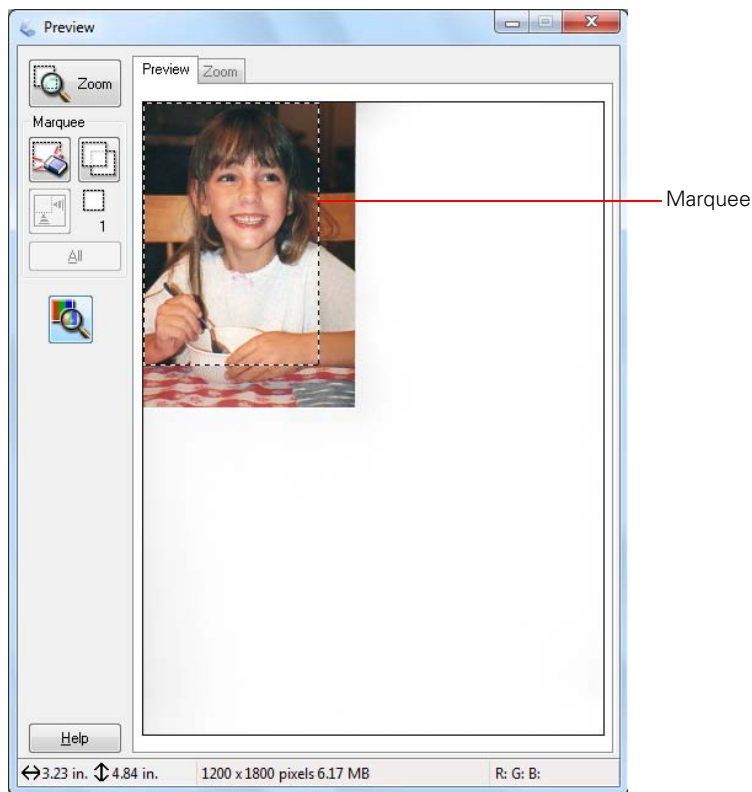 Preview
Zoom
Preview Zoom
Marquee
1
All
Marquee
Help
3.23 in. 4.84 in. 1200 x 1800 pixels 6.17 MB R: G: B: